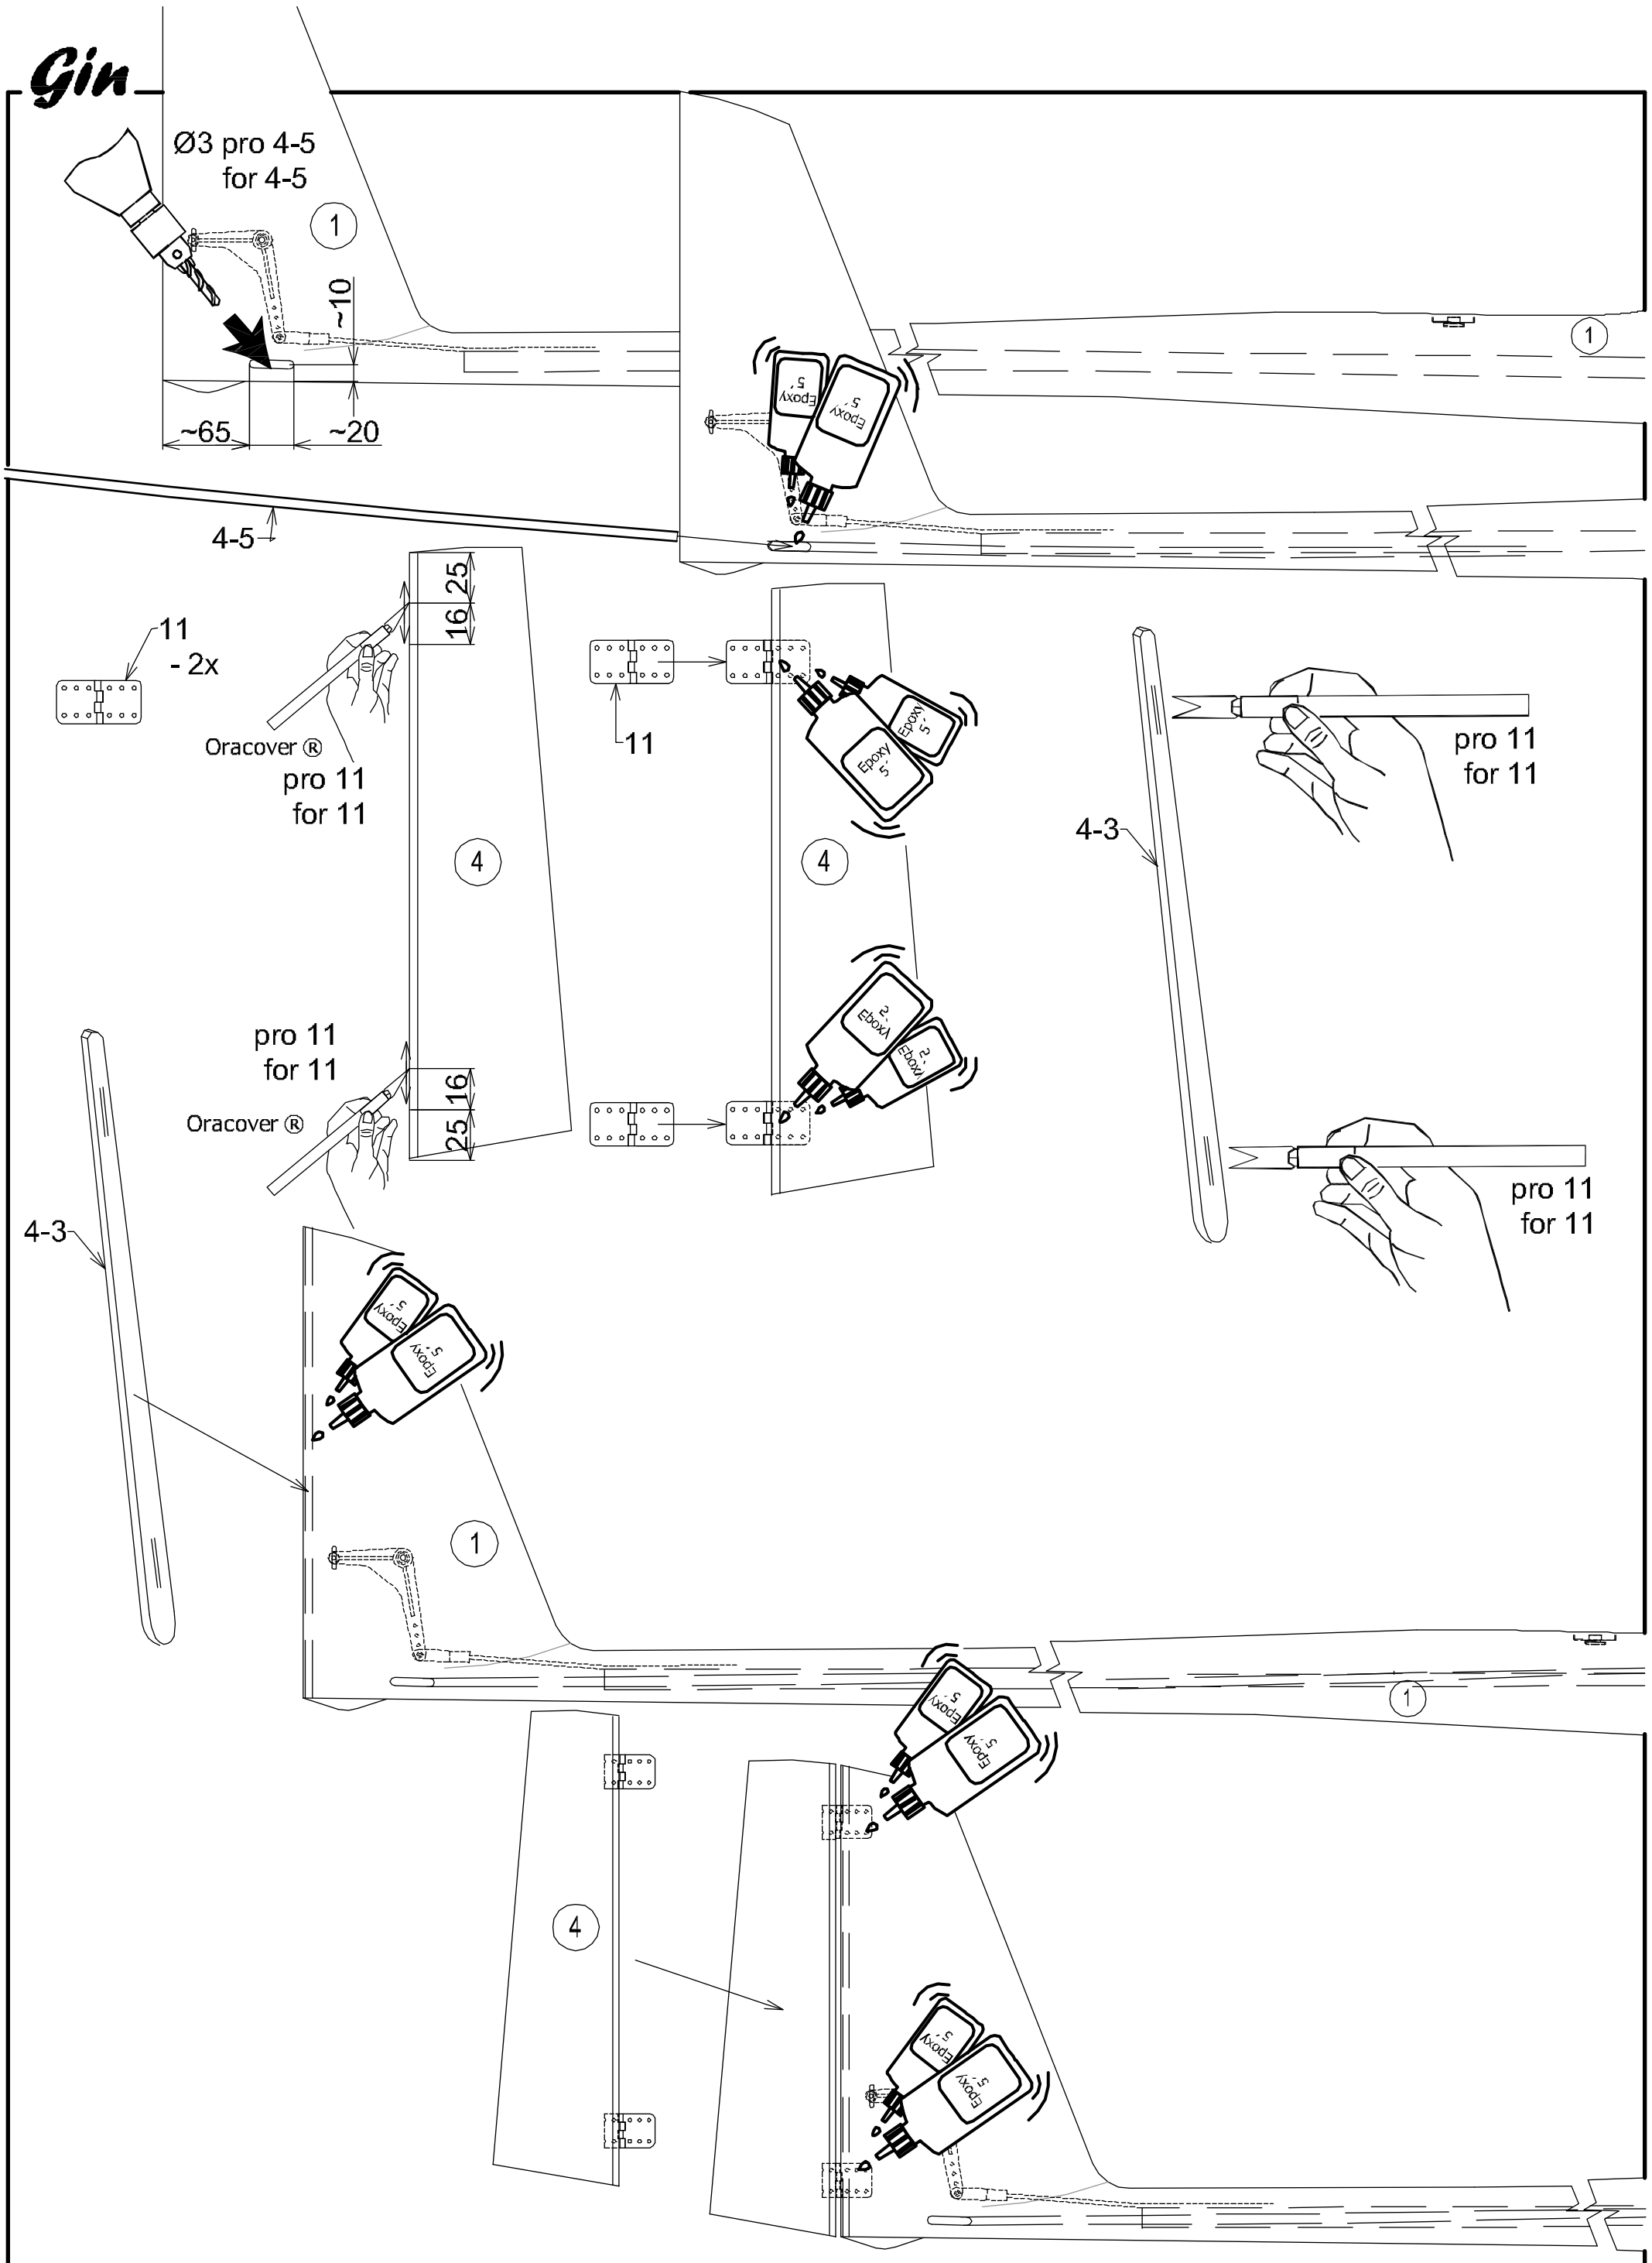 Gin
Ø3 pro 4-5
for 4-5
1
~10
~65
~20
1
Epoxy
5´
Epoxy
5´
4-5
25
16
11
- 2x
Oracover ®
pro 11
for 11
11
Epoxy
5´
Epoxy
5´
pro 11
for 11
4-3
4
4
Epoxy
5´
Epoxy
5´
pro 11
for 11
Oracover ®
16
25
pro 11
for 11
4-3
Epoxy
5´
Epoxy
5´
1
1
Epoxy
5´
Epoxy
5´
4
Epoxy
5´
Epoxy
5´